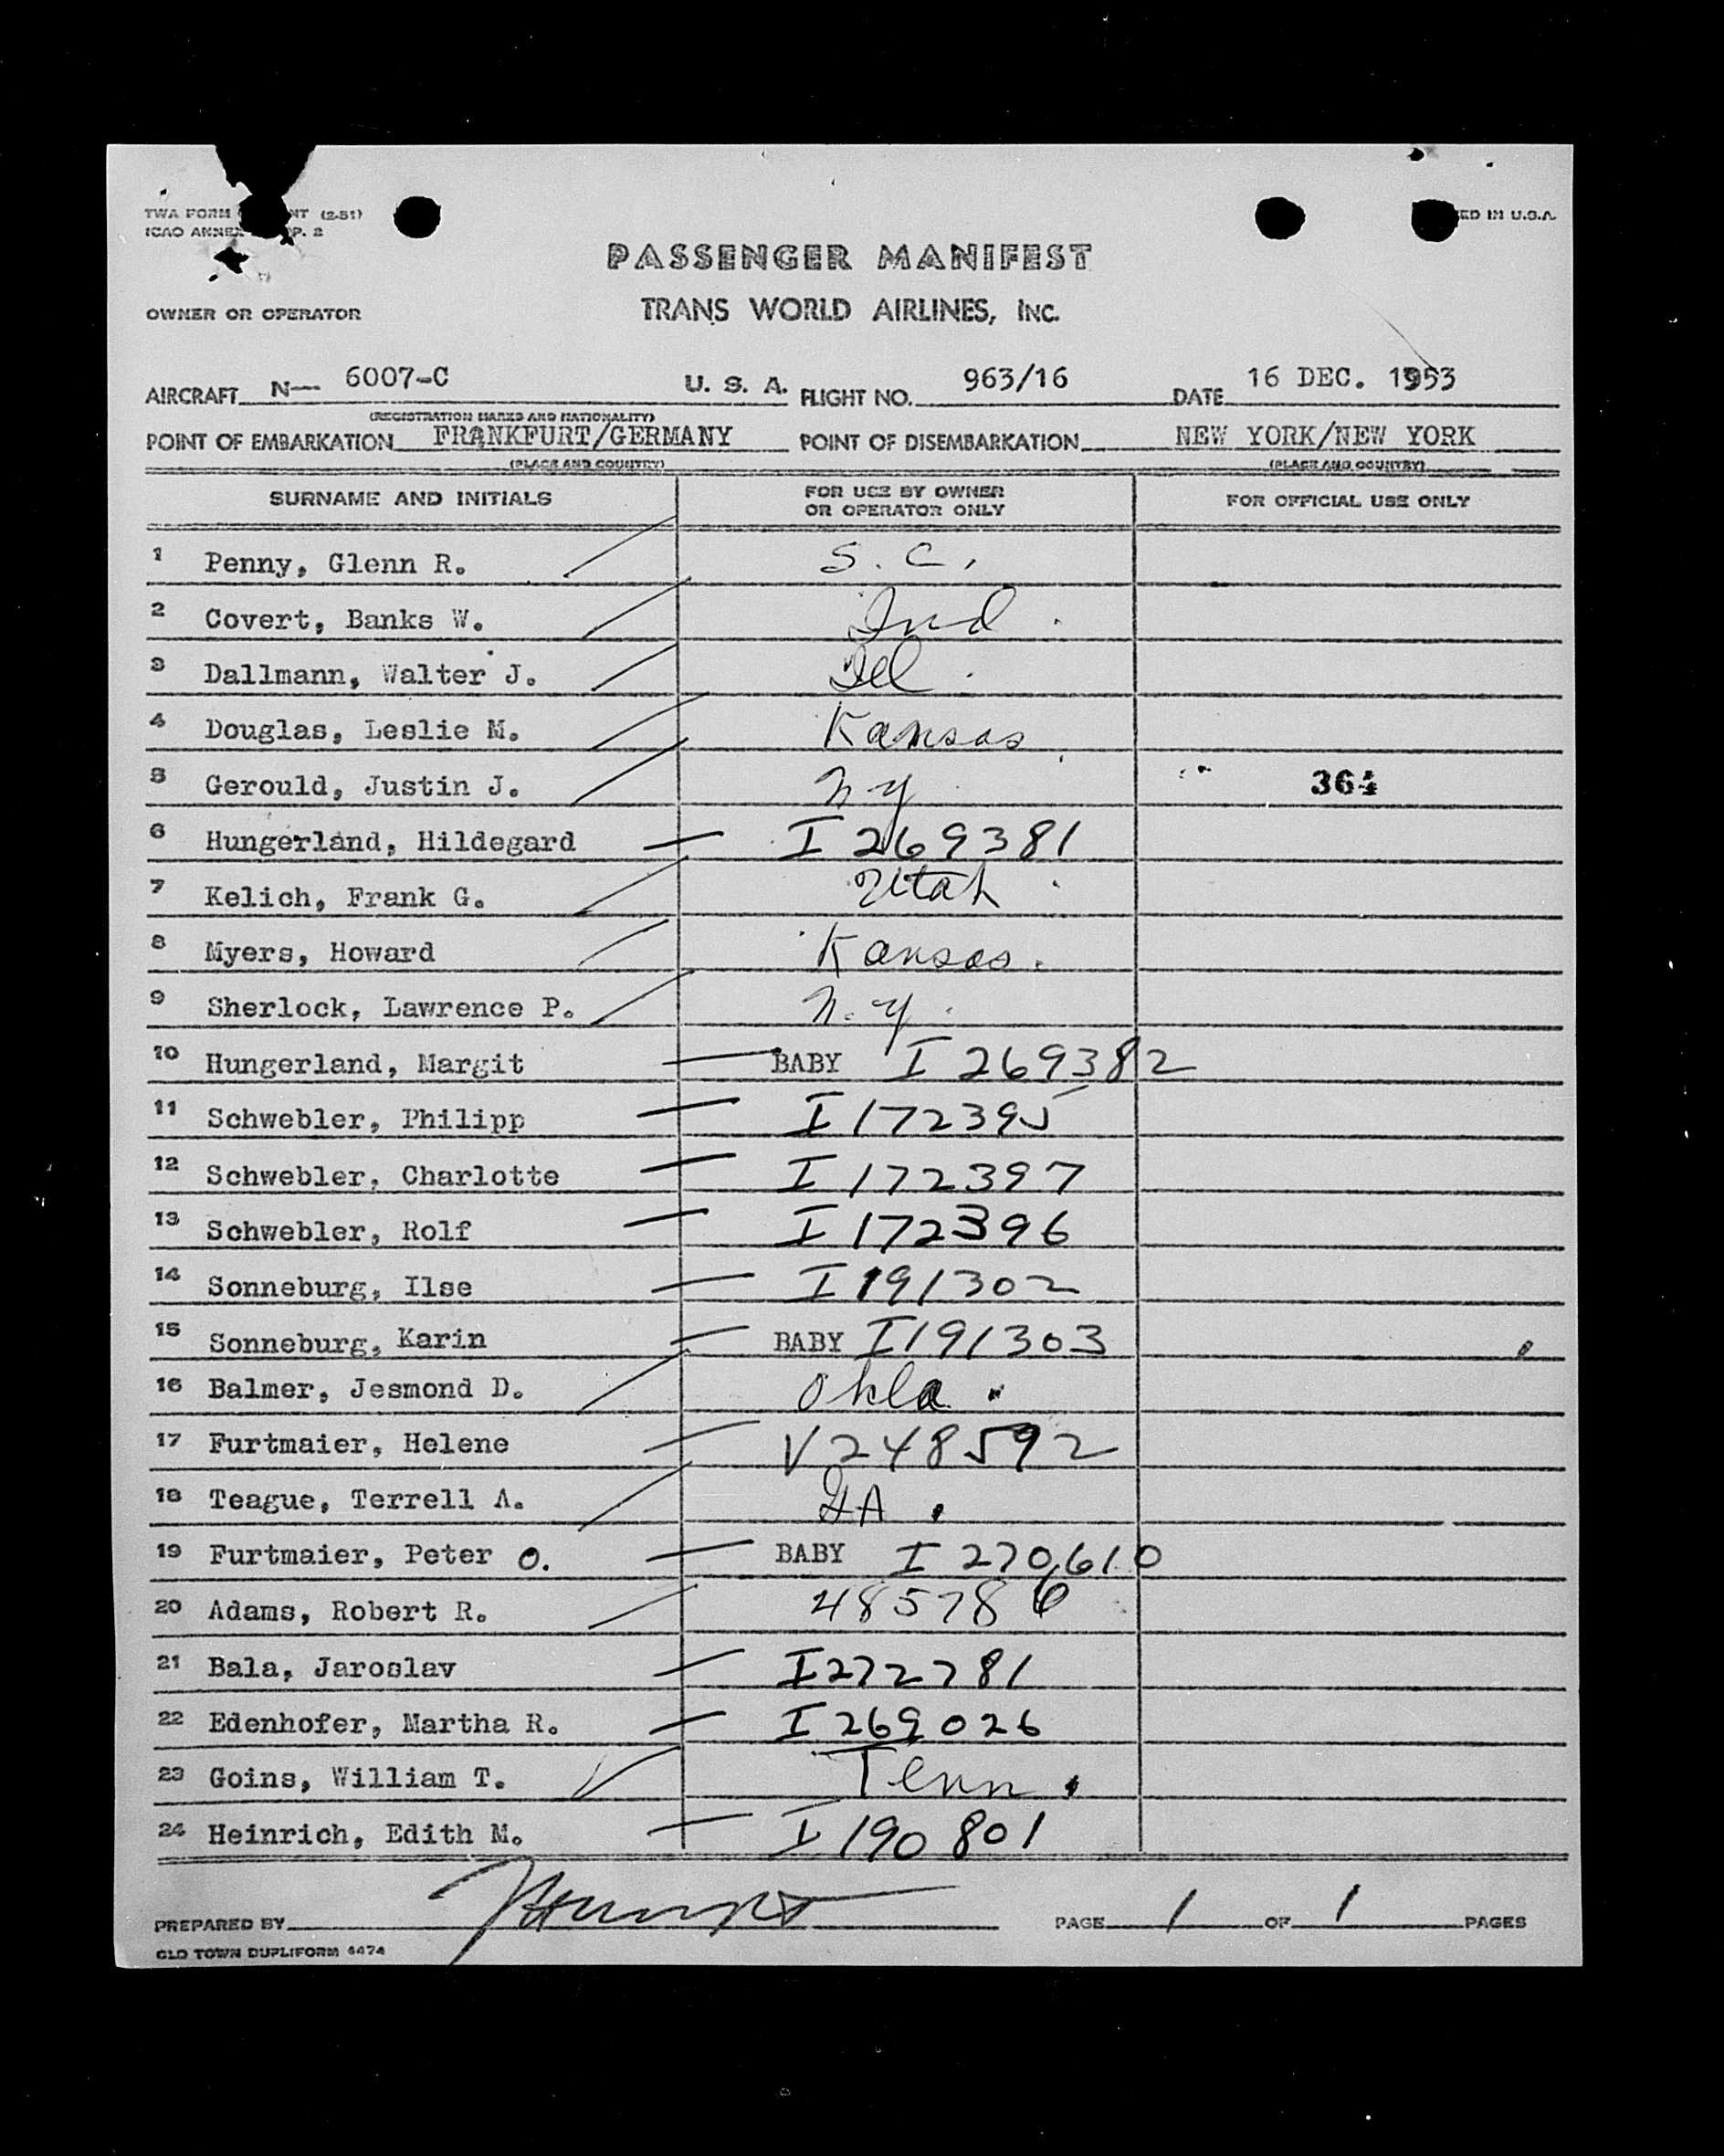 TWA FORM NT (2-51)
ICAO ANNEX P. 2
ED IN U.S.A.
PASSENGER MANIFEST
OWNER OR OPERATOR TRANS WORLD AIRLINES, INC.
AIRCRAFT N— 6007-C U. S. A. FLIGHT NO. 963/16 DATE 16 DEC. 1953
(REGISTRATION MARKS AND NATIONALITY)
POINT OF EMBARKATION FRANKFURT/GERMANY POINT OF DISEMBARKATION NEW YORK/NEW YORK
(PLACE AND COUNTRY) (PLACE AND COUNTRY)
SURNAME AND INITIALS FOR USE BY OWNER OR OPERATOR ONLY FOR OFFICIAL USE ONLY
1 Penny, Glenn R. S. C.
2 Covert, Banks W. Ind.
3 Dallmann, Walter J.
4 Douglas, Leslie M. Kansas
5 Gerould, Justin J. N Y 364
6 Hungerland, Hildegard I 269381
7 Kelich, Frank G. Utah
8 Myers, Howard Kansas.
9 Sherlock, Lawrence P. N. Y.
10 Hungerland, Margit BABY I 269382
11 Schwebler, Philipp I 172395
12 Schwebler, Charlotte I 172397
13 Schwebler, Rolf I 172396
14 Sonneburg, Ilse I 191302
15 Sonneburg, Karin BABY I 191303
16 Balmer, Jesmond D. Okla.
17 Furtmaier, Helene V 248592
18 Teague, Terrell A. GA.
19 Furtmaier, Peter O. BABY I 270610
20 Adams, Robert R. 485786
21 Bala, Jaroslav I 272781
22 Edenhofer, Martha R. I 269026
23 Goins, William T. Tenn.
24 Heinrich, Edith M. I 190801
PREPARED BY PAGE 1 OF 1 PAGES
OLD TOWN DUPLIFORM 6474